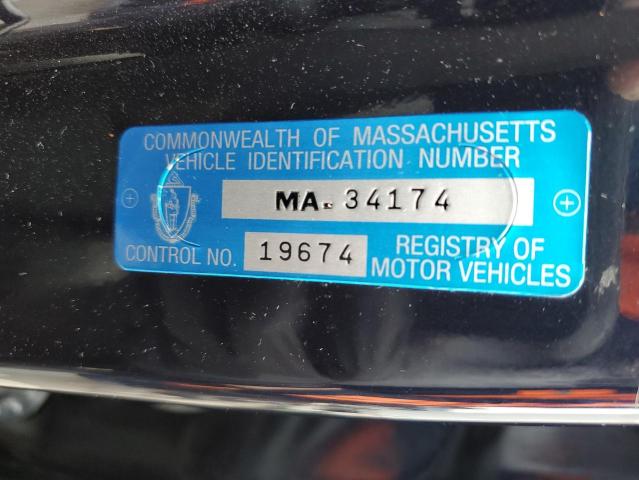 COMMONWEALTH OF MASSACHUSETTS
VEHICLE IDENTIFICATION NUMBER
MA. 34174
CONTROL NO. 19674 REGISTRY OF
MOTOR VEHICLES